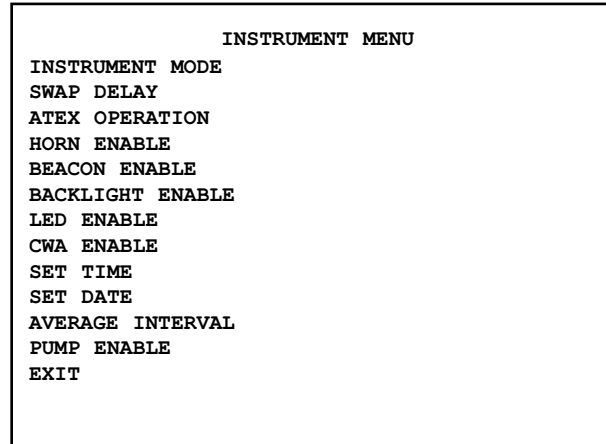 INSTRUMENT MENU
INSTRUMENT MODE
SWAP DELAY
ATEX OPERATION
HORN ENABLE
BEACON ENABLE
BACKLIGHT ENABLE
LED ENABLE
CWA ENABLE
SET TIME
SET DATE
AVERAGE INTERVAL
PUMP ENABLE
EXIT